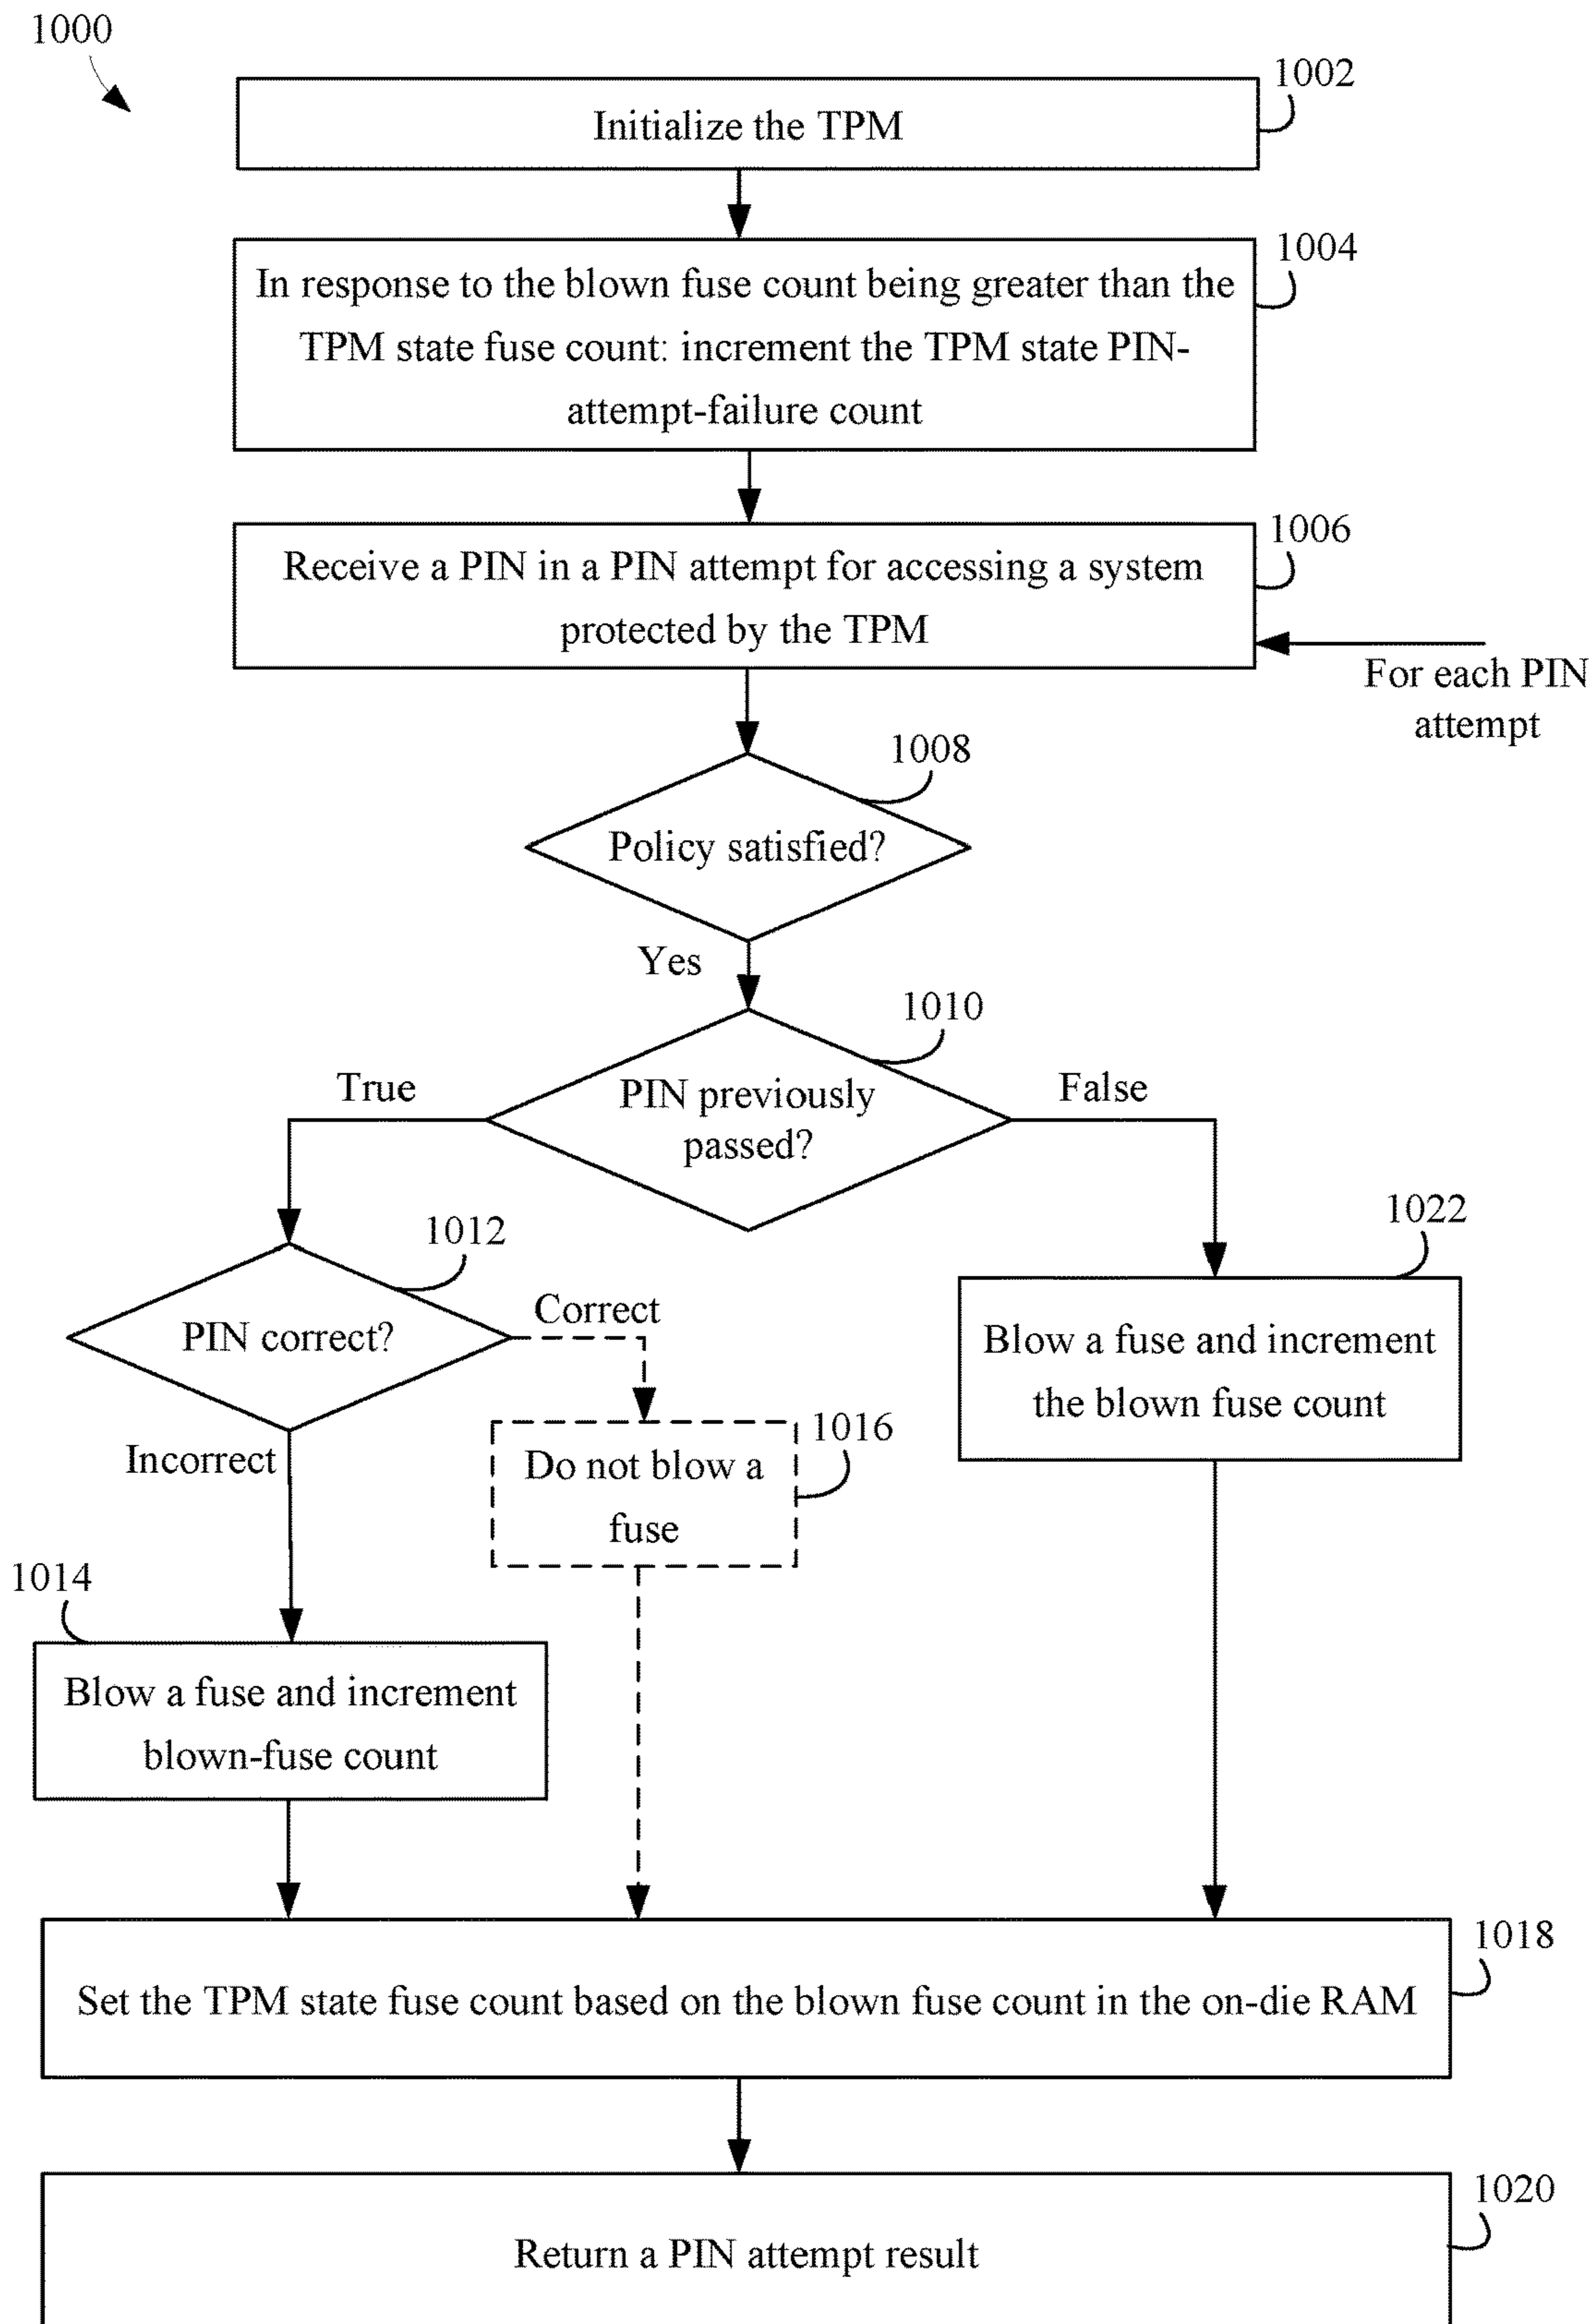 1000
1002
Initialize the TPM
1004
In response to the blown fuse count being greater than the
TPM state fuse count: increment the TPM state PIN-
attempt-failure count
1006
Receive a PIN in a PIN attempt for accessing a system
protected by the TPM
For each PIN
attempt
1008
Policy satisfied?
Yes
1010
PIN previously
passed?
True
False
1012
PIN correct?
Correct
Incorrect
1022
Blow a fuse and increment
the blown fuse count
1016
Do not blow a
fuse
1014
Blow a fuse and increment
blown-fuse count
1018
Set the TPM state fuse count based on the blown fuse count in the on-die RAM
1020
Return a PIN attempt result